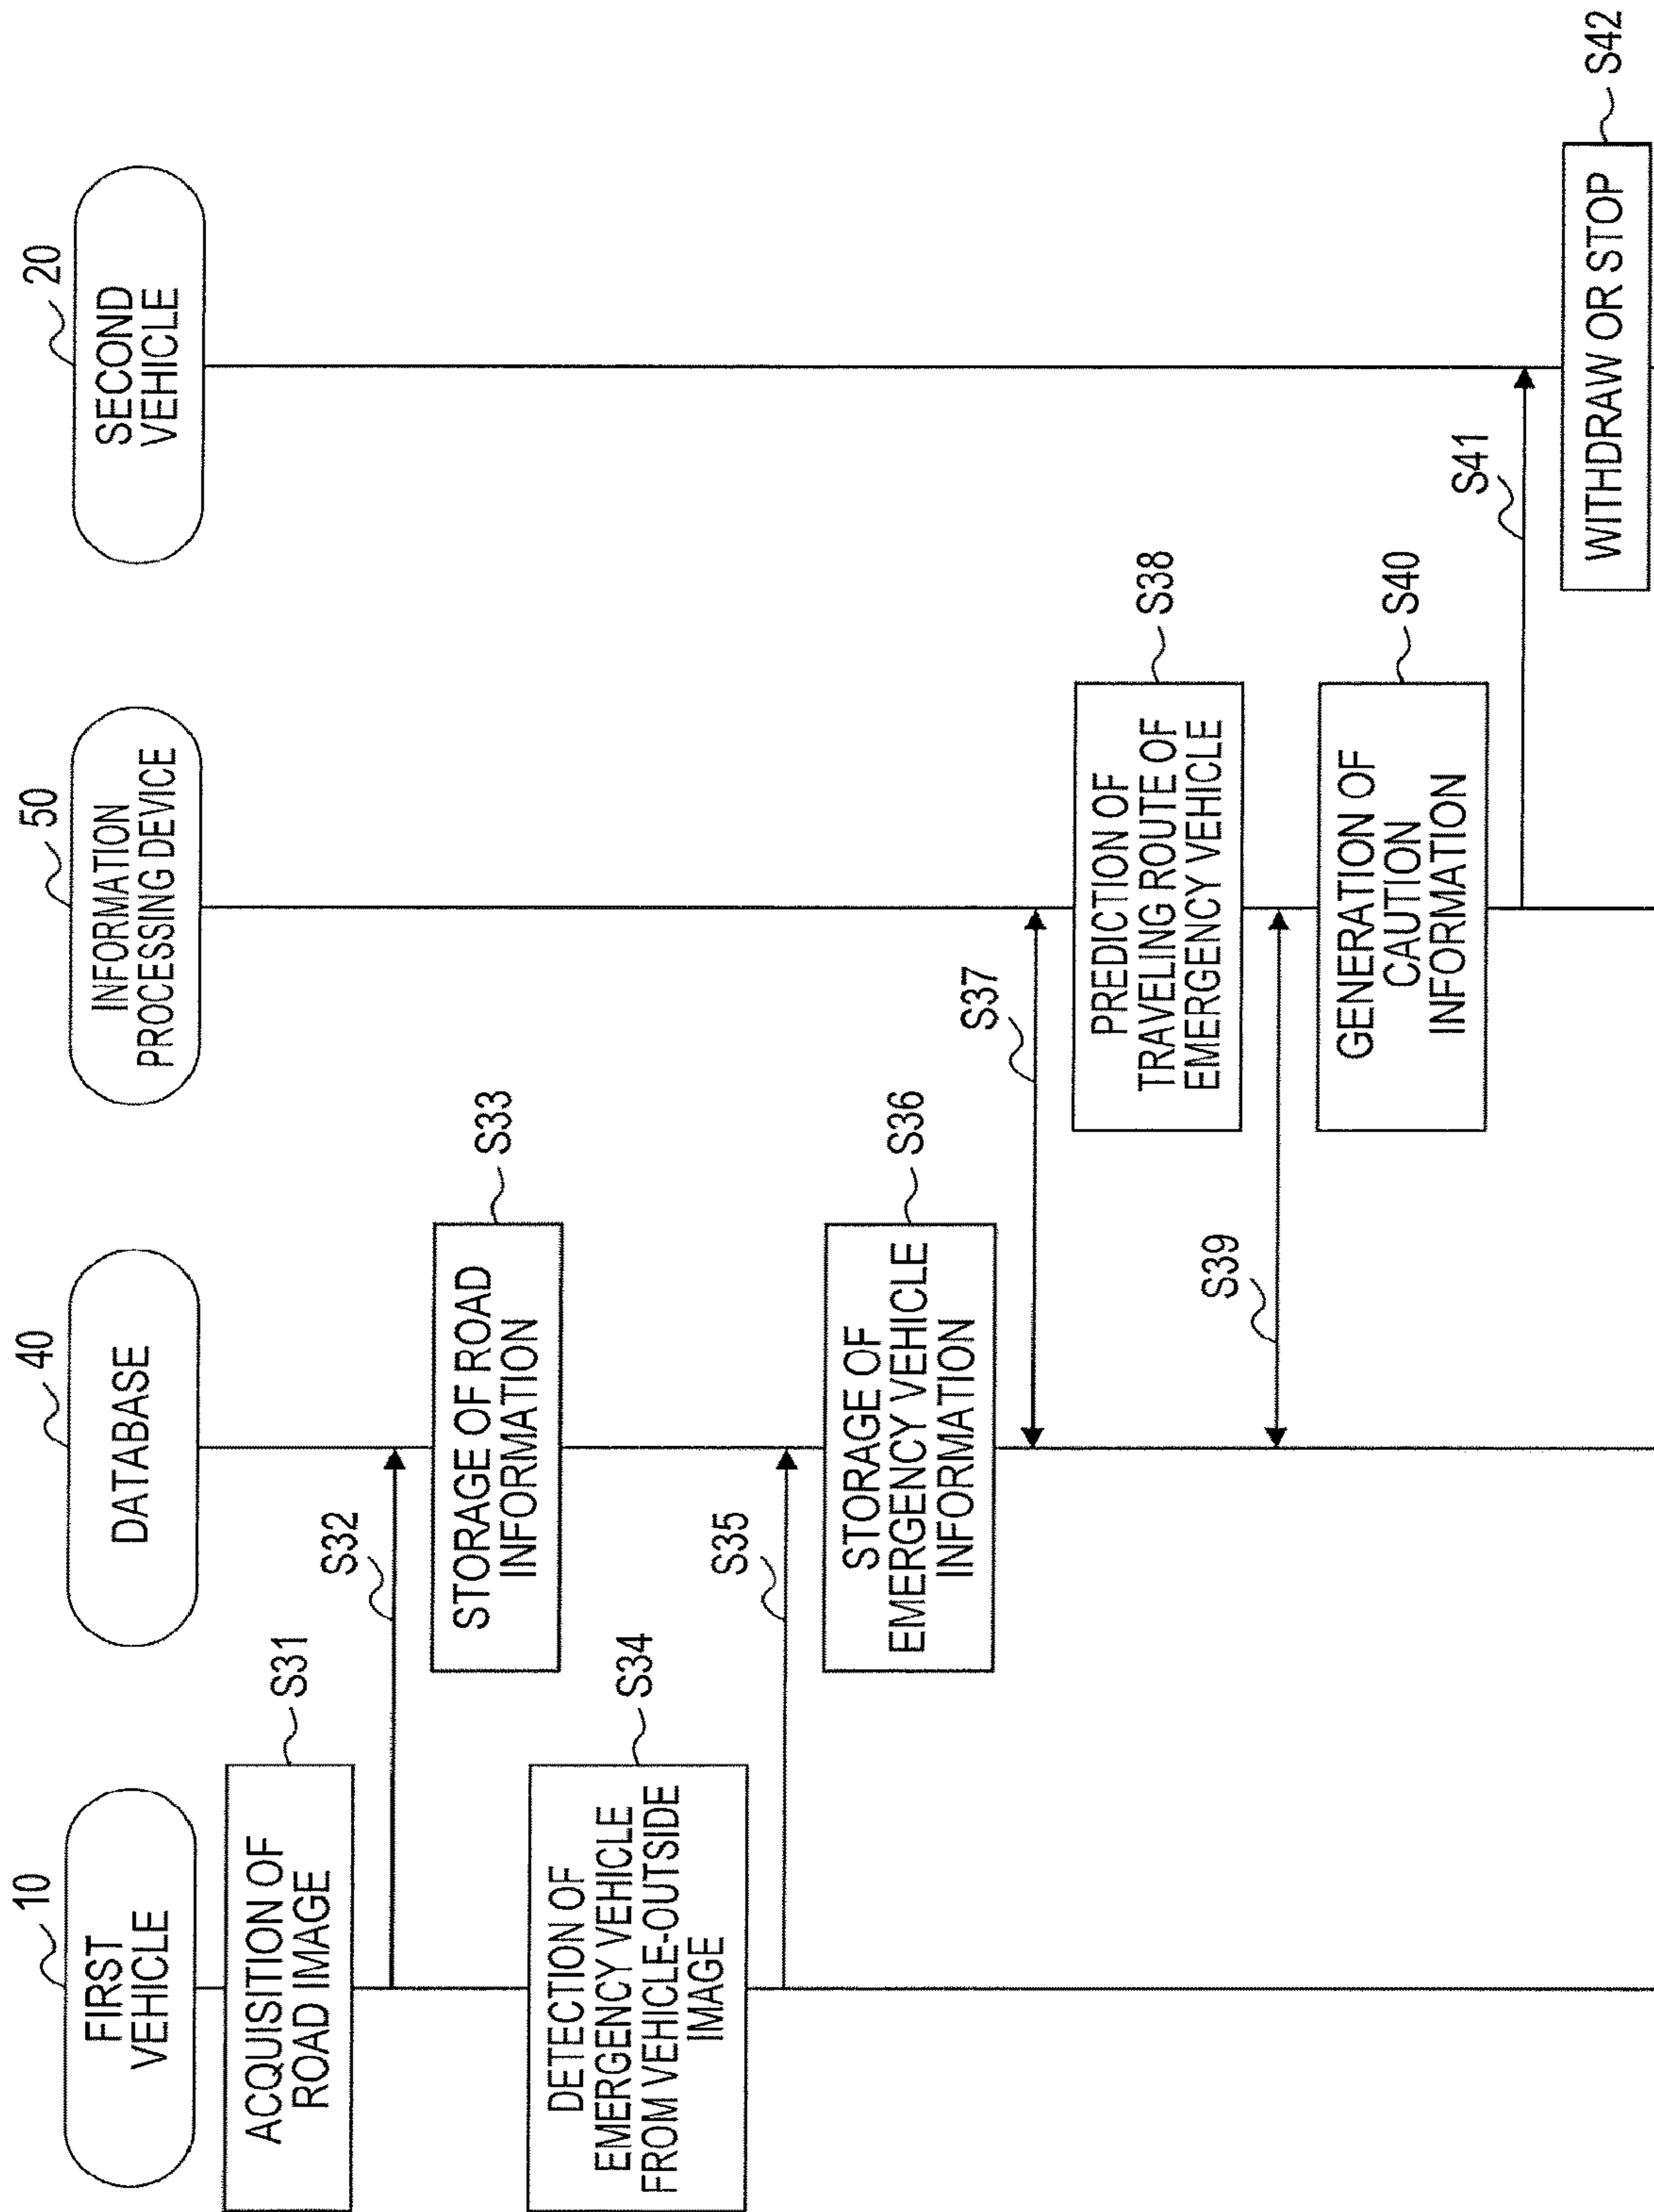 10
FIRST
VEHICLE
40
DATABASE
50
INFORMATION
PROCESSING DEVICE
20
SECOND
VEHICLE
ACQUISITION OF
ROAD IMAGE
S31
S32
STORAGE OF ROAD
INFORMATION
S33
DETECTION OF
EMERGENCY VEHICLE
FROM VEHICLE-OUTSIDE
IMAGE
S34
S35
STORAGE OF
EMERGENCY VEHICLE
INFORMATION
S36
S37
PREDICTION OF
TRAVELING ROUTE OF
EMERGENCY VEHICLE
S38
S39
GENERATION OF
CAUTION
INFORMATION
S40
S41
WITHDRAW OR STOP
S42